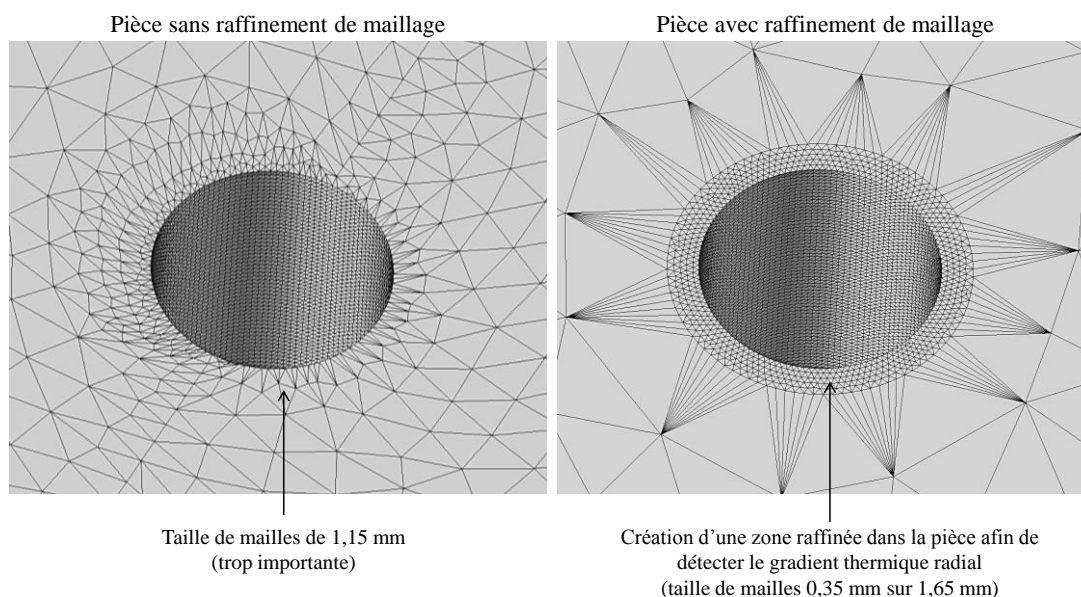 Pièce sans raffinement de maillage
Pièce avec raffinement de maillage
Taille de mailles de 1,15 mm
(trop importante)
Création d’une zone raffinée dans la pièce afin de
détecter le gradient thermique radial
(taille de mailles 0,35 mm sur 1,65 mm)